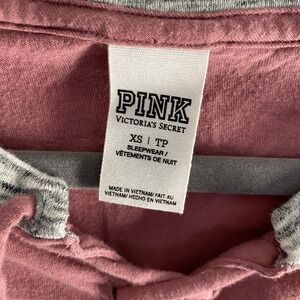 PINK
VICTORIA'S SECRET
XS | TP
SLEEPWEAR /
VÊTEMENTS DE NUIT
MADE IN VIETNAM/ FAIT AU
VIETNAM/ HECHO EN VIETNAM